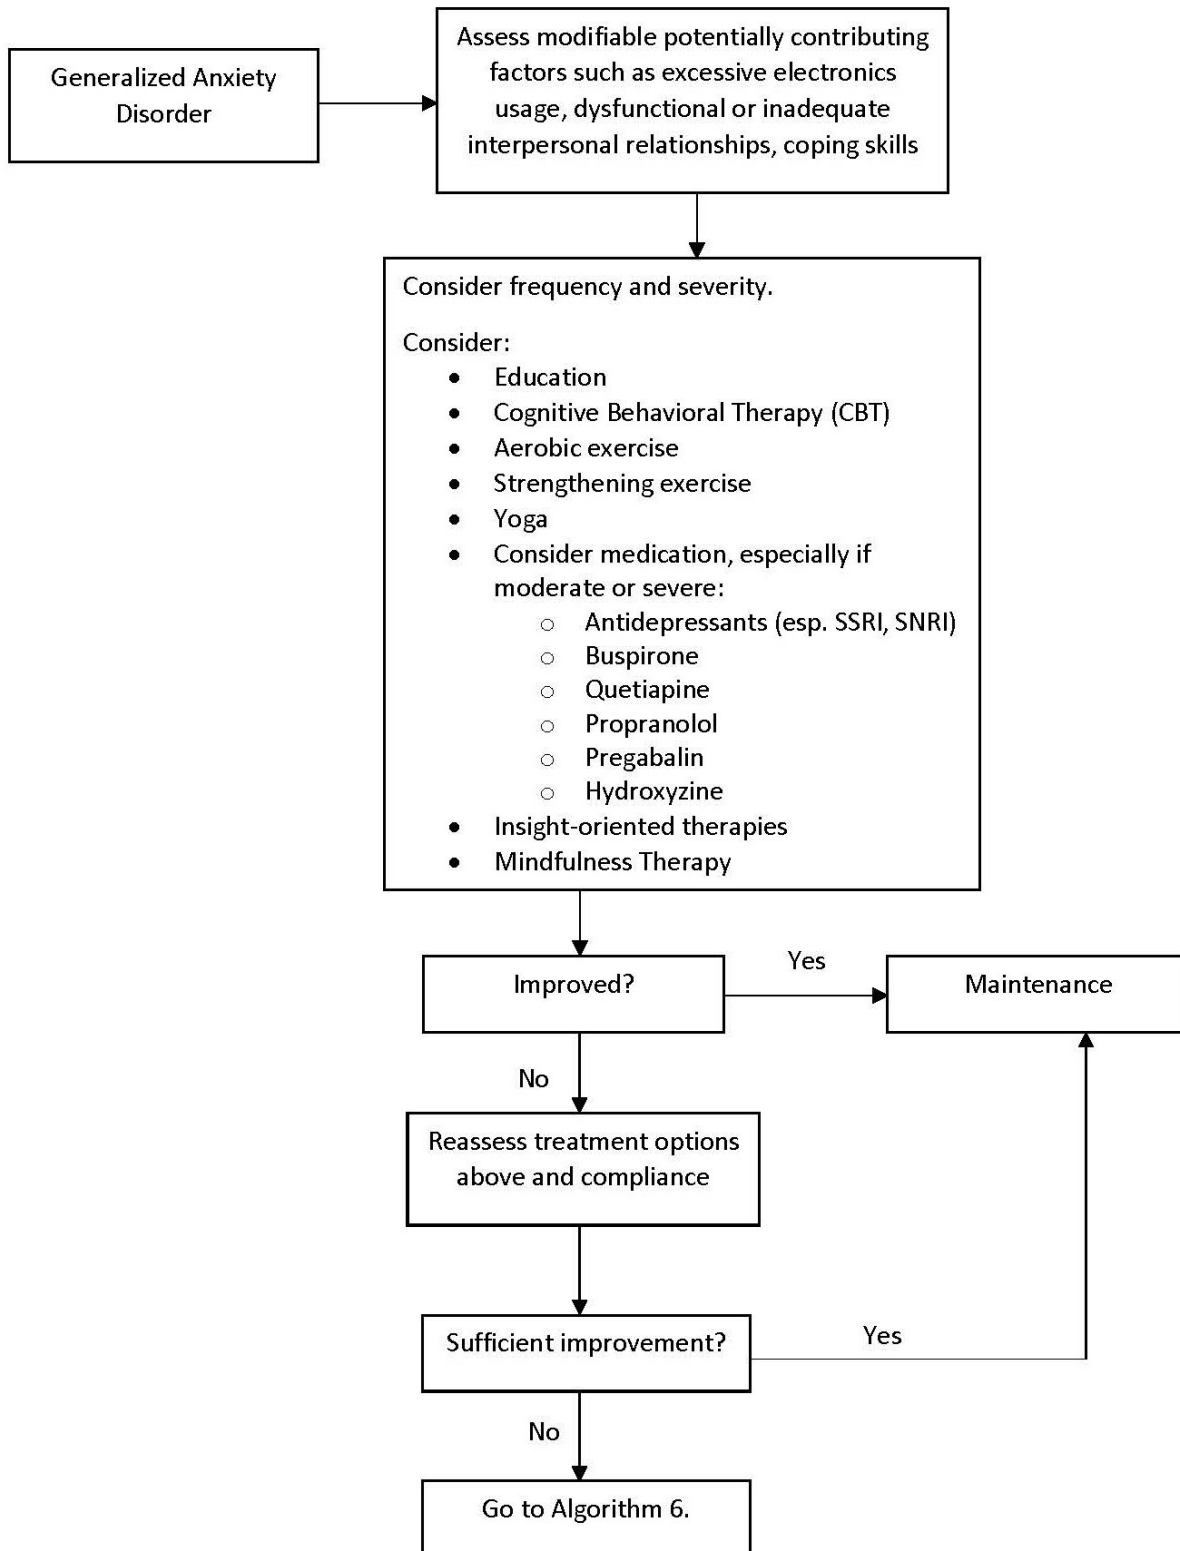 Generalized Anxiety
Disorder
Assess modifiable potentially contributing
factors such as excessive electronics
usage, dysfunctional or inadequate
interpersonal relationships, coping skills
Consider frequency and severity.
Consider:
• Education
• Cognitive Behavioral Therapy (CBT)
• Aerobic exercise
• Strengthening exercise
• Yoga
• Consider medication, especially if
moderate or severe:
○ Antidepressants (esp. SSRI, SNRI)
○ Buspirone
○ Quetiapine
○ Propranolol
○ Pregabalin
○ Hydroxyzine
• Insight-oriented therapies
• Mindfulness Therapy
Improved?
Yes
Maintenance
No
Reassess treatment options
above and compliance
Sufficient improvement?
Yes
No
Go to Algorithm 6.